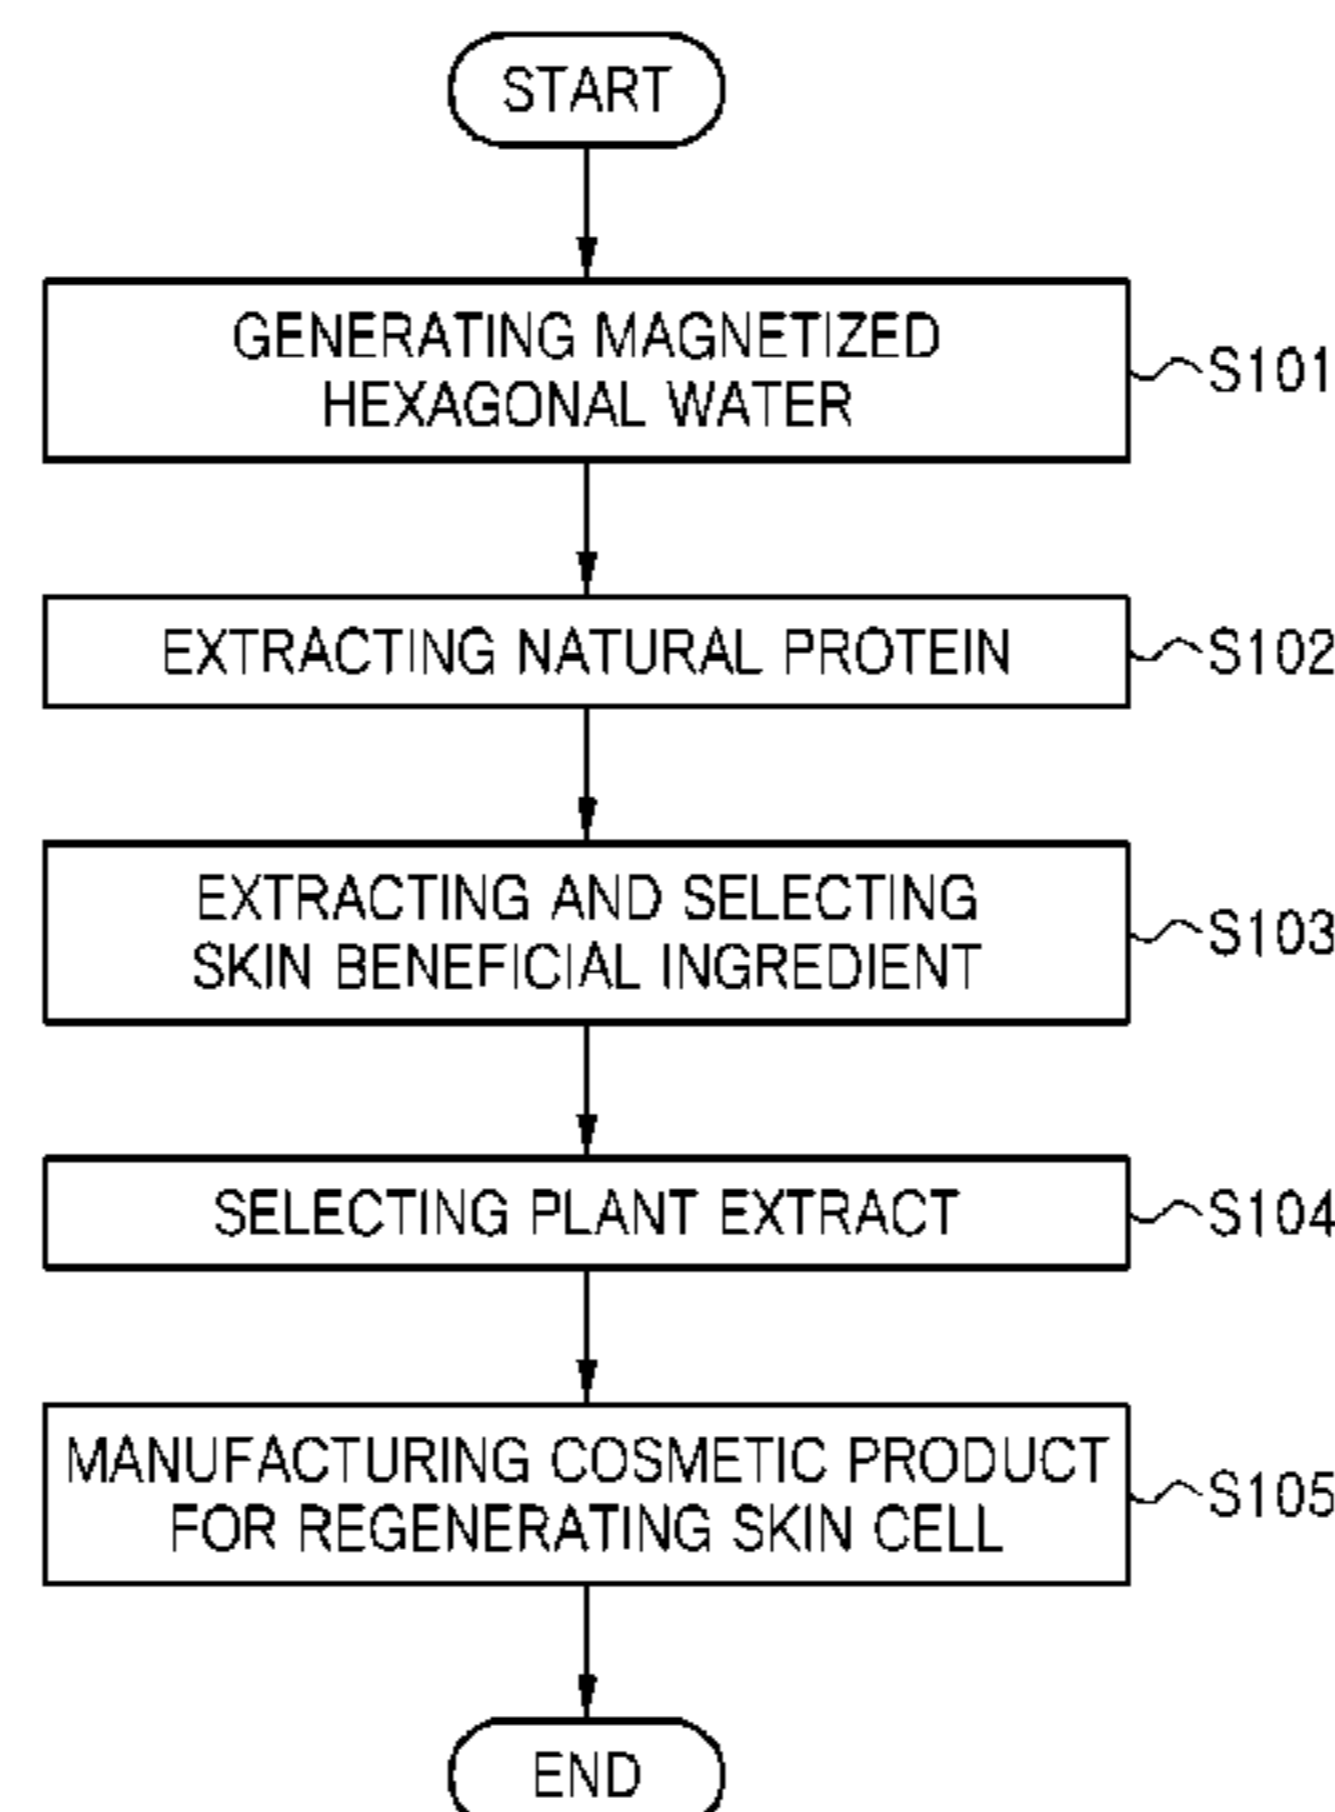 START
GENERATING MAGNETIZED
HEXAGONAL WATER
S101
EXTRACTING NATURAL PROTEIN
S102
EXTRACTING AND SELECTING
SKIN BENEFICIAL INGREDIENT
S103
SELECTING PLANT EXTRACT
S104
MANUFACTURING COSMETIC PRODUCT
FOR REGENERATING SKIN CELL
S105
END